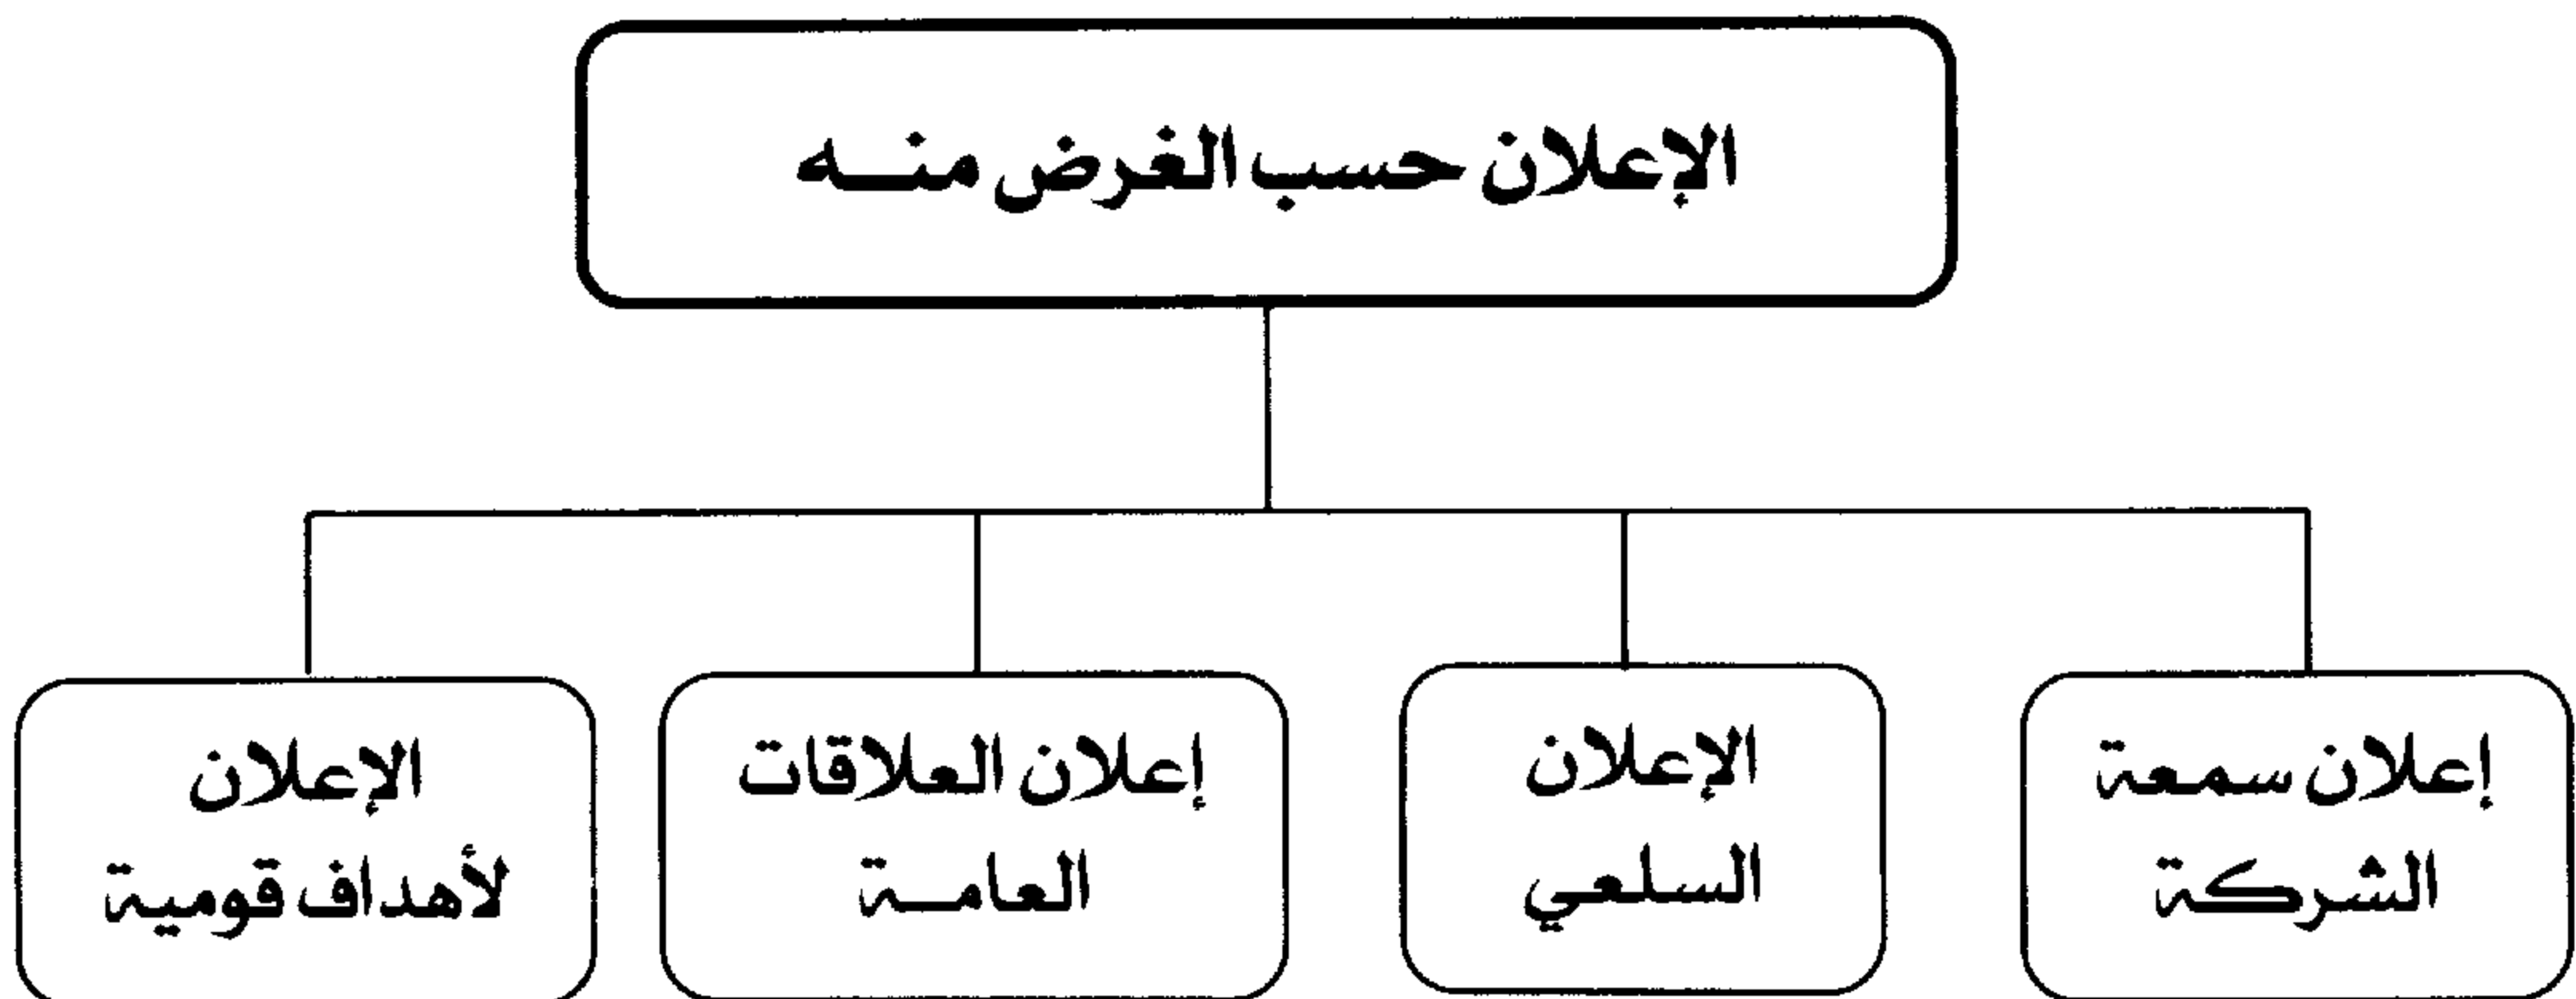 الإعلان حسب الغرض منه
إعلان سمعة
الشركة
الإعلان
السلعي
إعلان العلاقات
العامة
الإعلان
لأهداف قومية